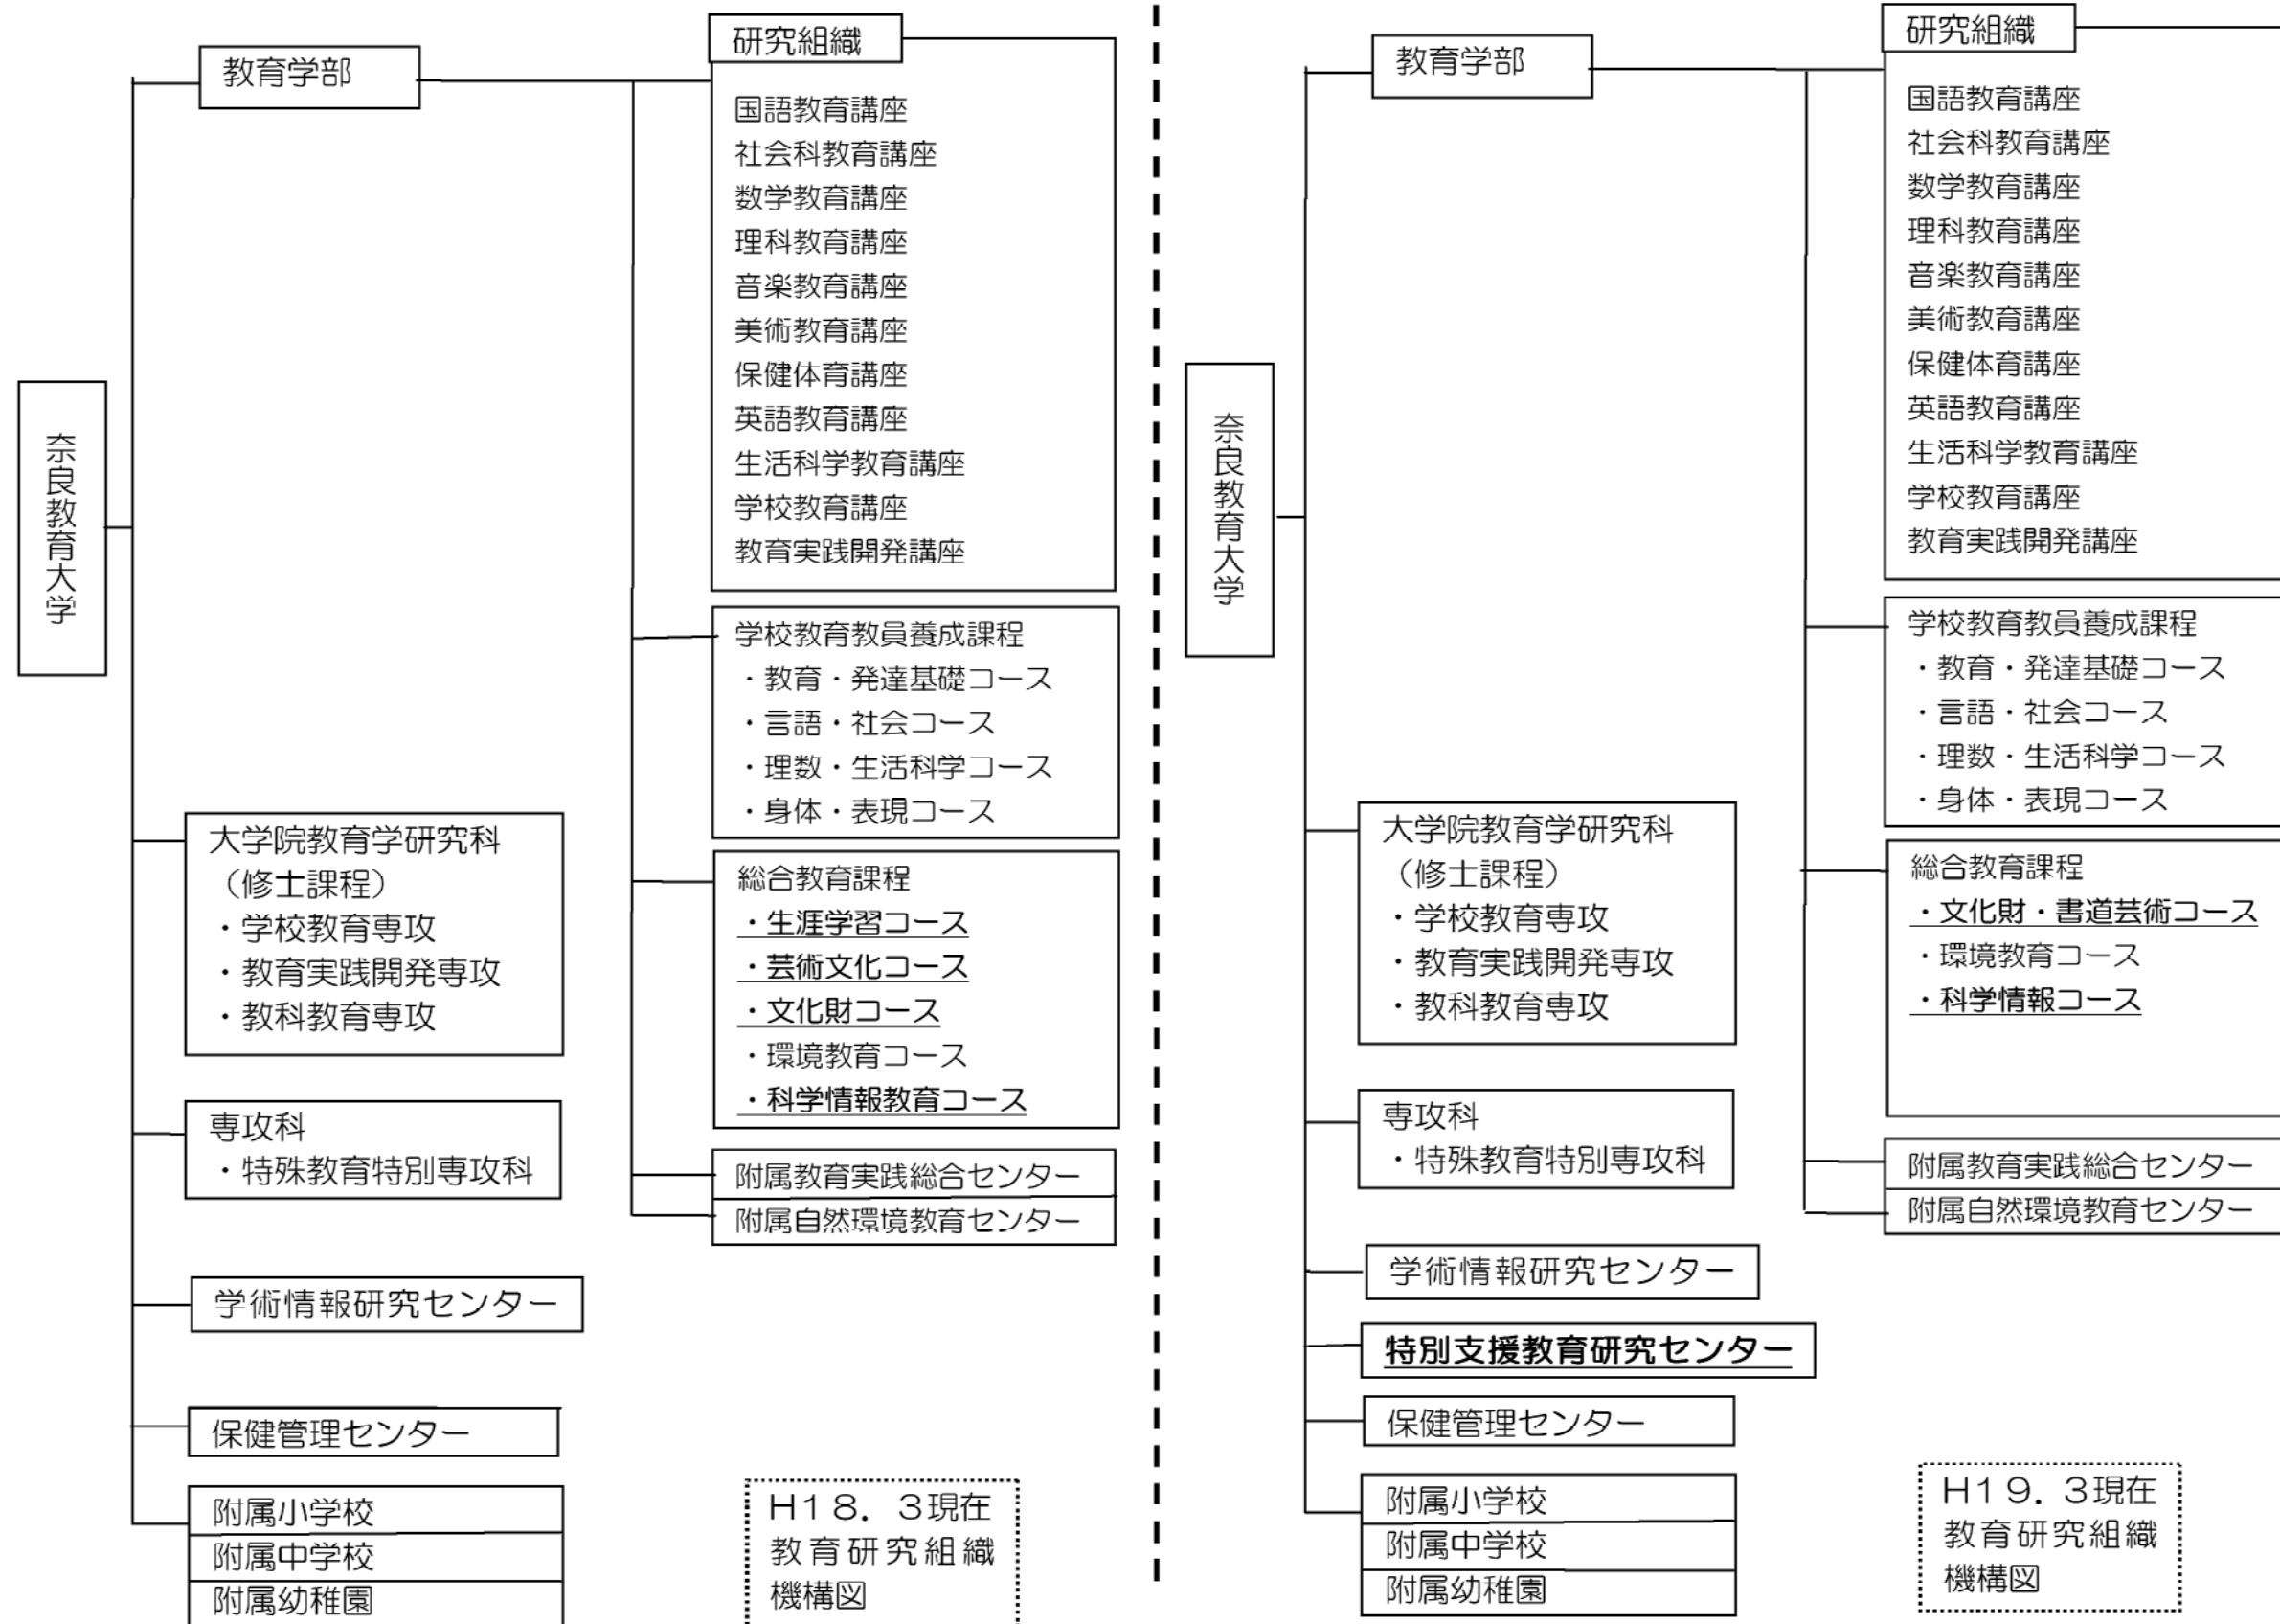 奈良教育大学
教育学部
研究組織
国語教育講座
社会科教育講座
数学教育講座
理科教育講座
音楽教育講座
美術教育講座
保健体育講座
英語教育講座
生活科学教育講座
学校教育講座
教育実践開発講座
学校教育教員養成課程
・教育・発達基礎コース
・言語・社会コース
・理数・生活科学コース
・身体・表現コース
総合教育課程
・生涯学習コース
・芸術文化コース
・文化財コース
・環境教育コース
・科学情報教育コース
附属教育実践総合センター
附属自然環境教育センター
大学院教育学研究科
（修士課程）
・学校教育専攻
・教育実践開発専攻
・教科教育専攻
専攻科
・特殊教育特別専攻科
学術情報研究センター
保健管理センター
附属小学校
附属中学校
附属幼稚園
H18．3現在
教育研究組織
機構図
奈良教育大学
教育学部
研究組織
国語教育講座
社会科教育講座
数学教育講座
理科教育講座
音楽教育講座
美術教育講座
保健体育講座
英語教育講座
生活科学教育講座
学校教育講座
教育実践開発講座
学校教育教員養成課程
・教育・発達基礎コース
・言語・社会コース
・理数・生活科学コース
・身体・表現コース
総合教育課程
・文化財・書道芸術コース
・環境教育コース
・科学情報コース
附属教育実践総合センター
附属自然環境教育センター
大学院教育学研究科
（修士課程）
・学校教育専攻
・教育実践開発専攻
・教科教育専攻
専攻科
・特殊教育特別専攻科
学術情報研究センター
特別支援教育研究センター
保健管理センター
附属小学校
附属中学校
附属幼稚園
H19．3現在
教育研究組織
機構図